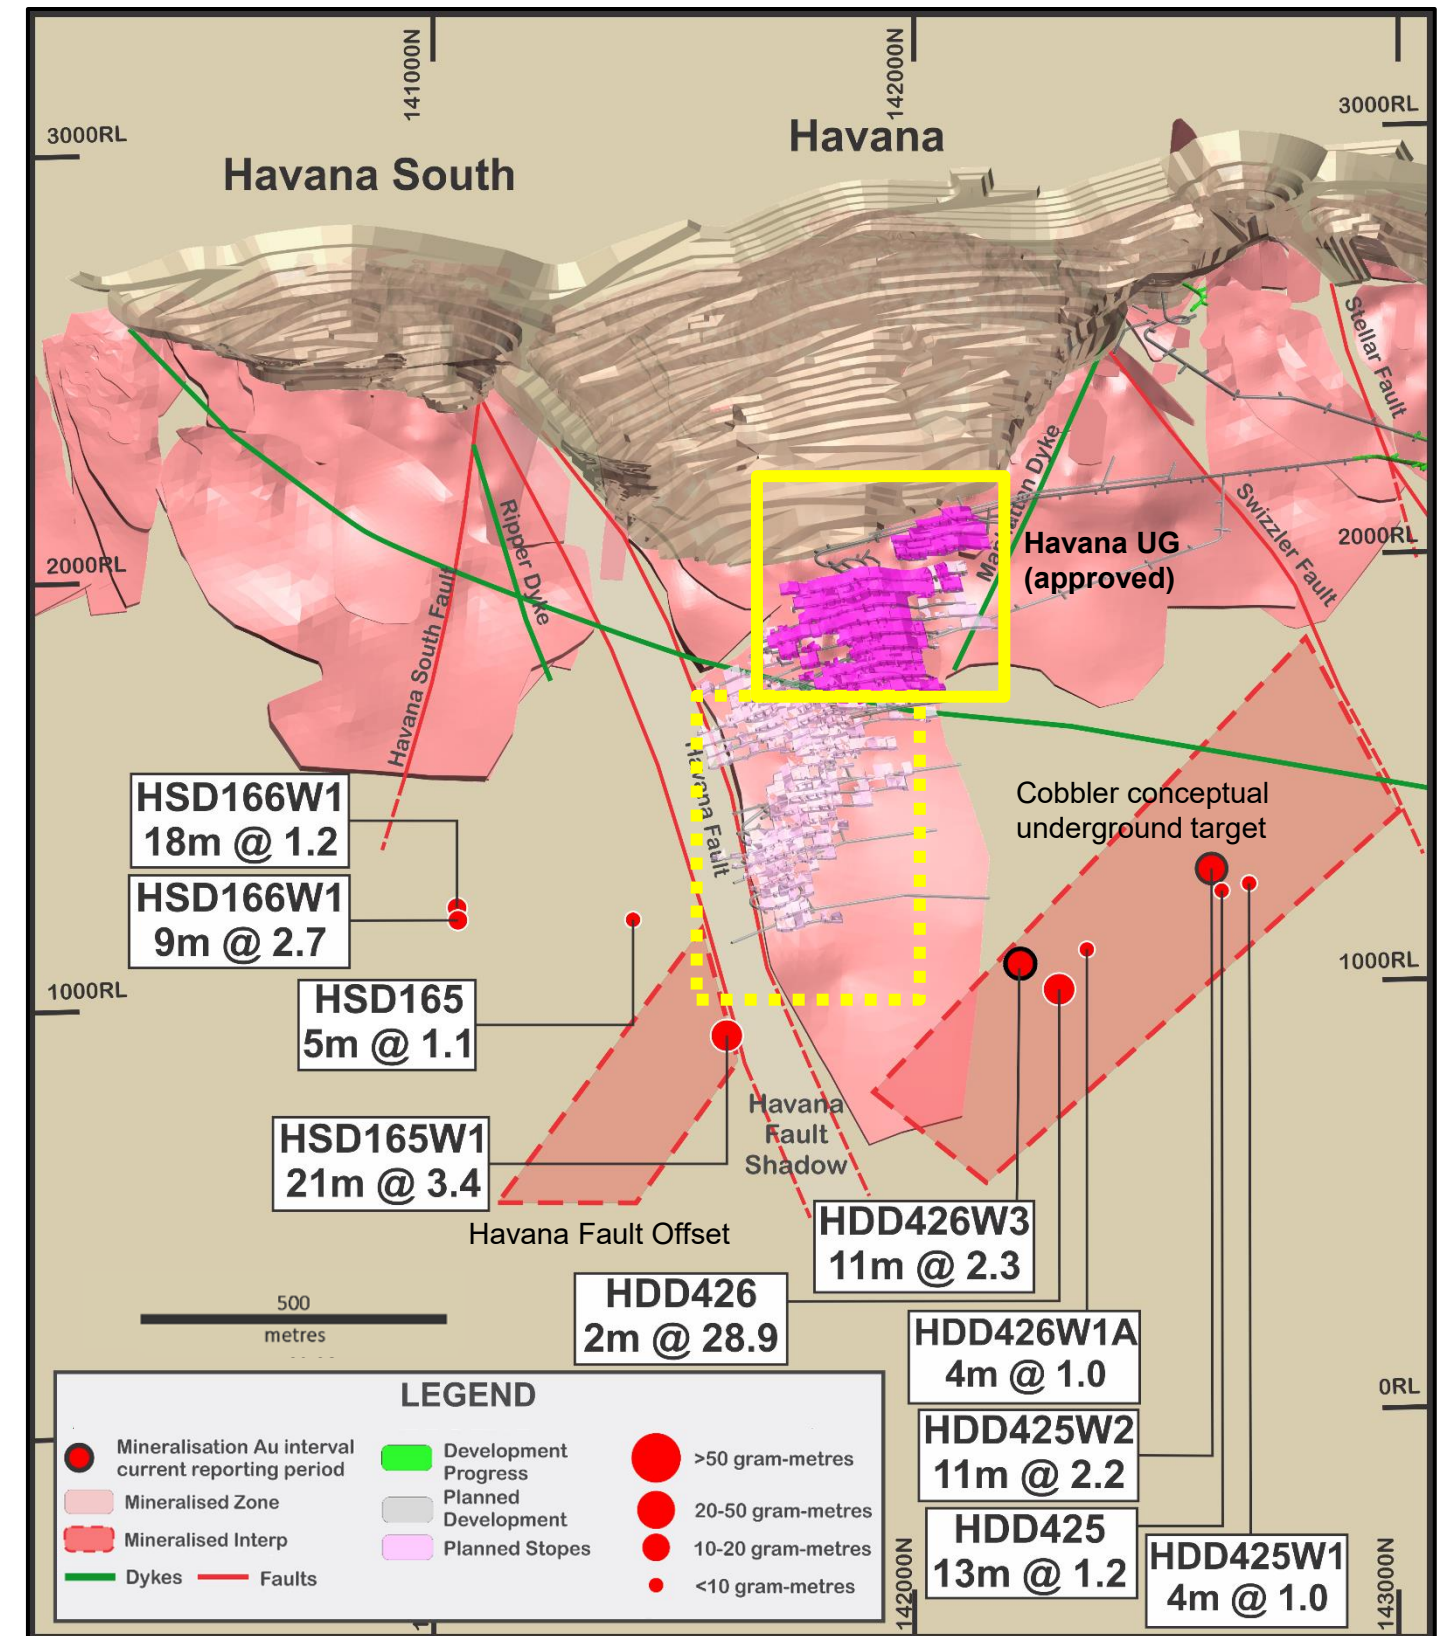 141000N
142000N
3000RL
3000RL
Havana
Havana South
Stellar Fault
Manhatten Dyke
Swizzler Fault
Ripper Dyke
Havana South Fault
2000RL
2000RL
Havana UG
(approved)
Havana Fault
Cobbler conceptual
underground target
HSD166W1
18m @ 1.2
HSD166W1
9m @ 2.7
1000RL
1000RL
HSD165
5m @ 1.1
HSD165W1
21m @ 3.4
Havana
Fault
Shadow
Havana Fault Offset
HDD426W3
11m @ 2.3
HDD426
2m @ 28.9
HDD426W1A
4m @ 1.0
HDD425W2
11m @ 2.2
HDD425
13m @ 1.2
HDD425W1
4m @ 1.0
500
metres
0RL
LEGEND
Mineralisation Au interval
current reporting period
Mineralised Zone
Mineralised Interp
Dykes
Faults
Development
Progress
Planned
Development
Planned Stopes
>50 gram-metres
20-50 gram-metres
10-20 gram-metres
<10 gram-metres
142000N
143000N